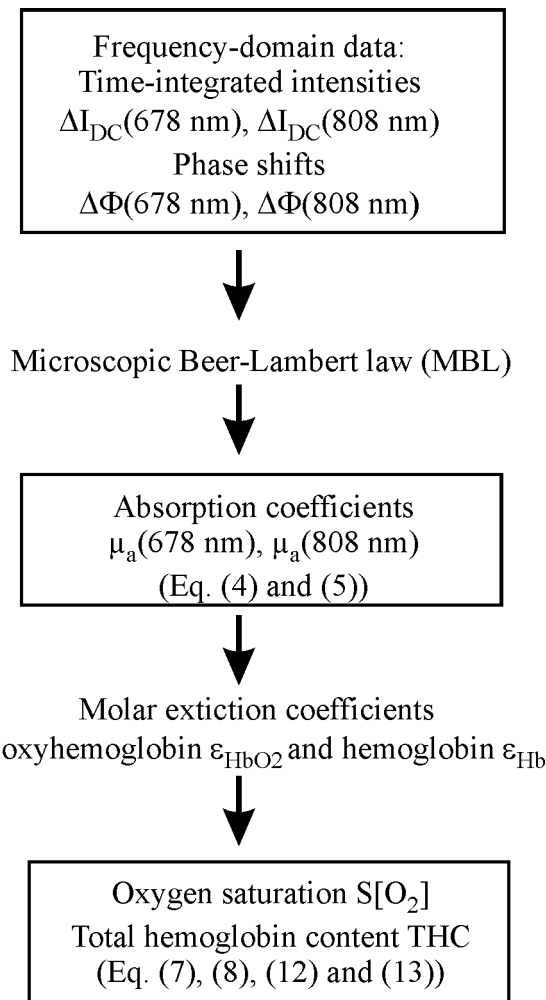 Frequency-domain data:
Time-integrated intensities
ΔI_DC(678 nm), ΔI_DC(808 nm)
Phase shifts
ΔΦ(678 nm), ΔΦ(808 nm)
Microscopic Beer-Lambert law (MBL)
Absorption coefficients
µ_a(678 nm), µ_a(808 nm)
(Eq. (4) and (5))
Molar extiction coefficients
oxyhemoglobin ε_HbO2 and hemoglobin ε_Hb
Oxygen saturation S[O₂]
Total hemoglobin content THC
(Eq. (7), (8), (12) and (13))